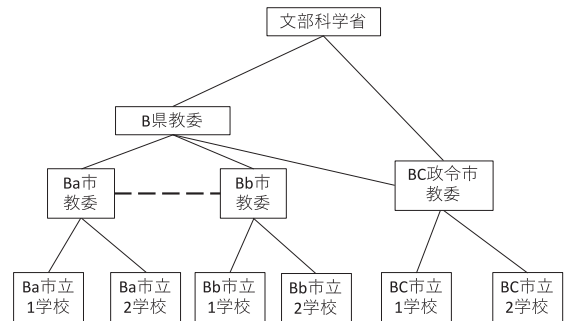 文部科学省
B県教委
Ba市
教委
Bb市
教委
BC政令市
教委
Ba市立
1学校
Ba市立
2学校
Bb市立
1学校
Bb市立
2学校
BC市立
1学校
BC市立
2学校